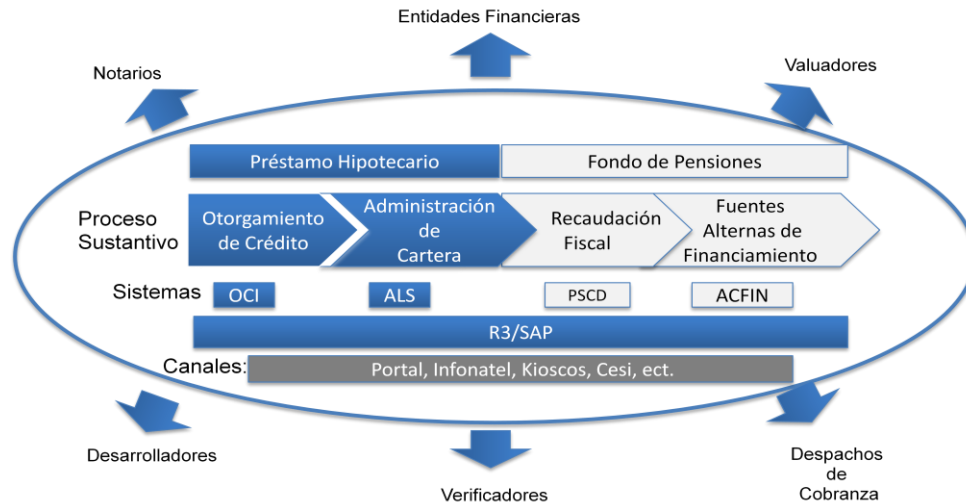 Entidades Financieras
Notarios
Valuadores
Préstamo Hipotecario
Fondo de Pensiones
Proceso
Sustantivo
Otorgamiento
de Crédito
Administración
de
Cartera
Recaudación
Fiscal
Fuentes
Alternas de
Financiamiento
Sistemas
OCI
ALS
PSCD
ACFIN
R3/SAP
Canales:
Portal, Infonatel, Kioscos, Cesi, ect.
Desarrolladores
Verificadores
Despachos
de
Cobranza